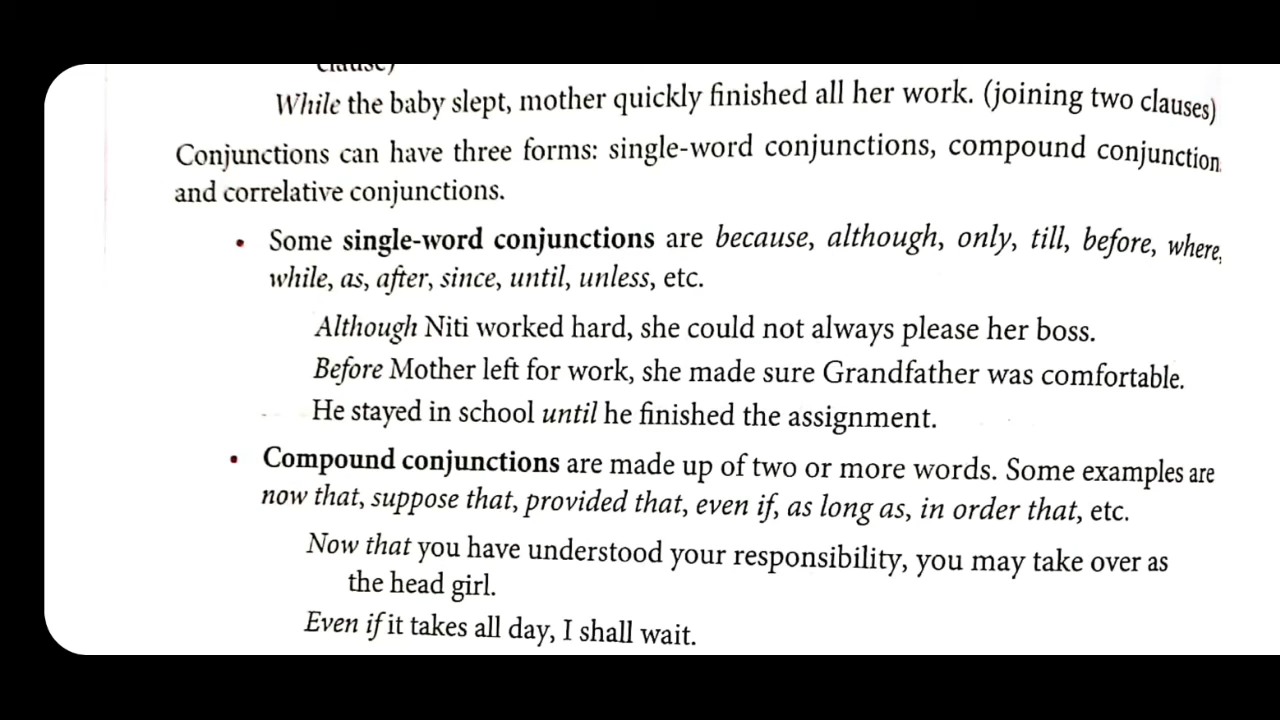 clause)
While the baby slept, mother quickly finished all her work. (joining two clauses)
Conjunctions can have three forms: single-word conjunctions, compound conjunction
and correlative conjunctions.
• Some single-word conjunctions are because, although, only, till, before, where,
while, as, after, since, until, unless, etc.
Although Niti worked hard, she could not always please her boss.
Before Mother left for work, she made sure Grandfather was comfortable.
He stayed in school until he finished the assignment.
• Compound conjunctions are made up of two or more words. Some examples are
now that, suppose that, provided that, even if, as long as, in order that, etc.
Now that you have understood your responsibility, you may take over as
the head girl.
Even if it takes all day, I shall wait.